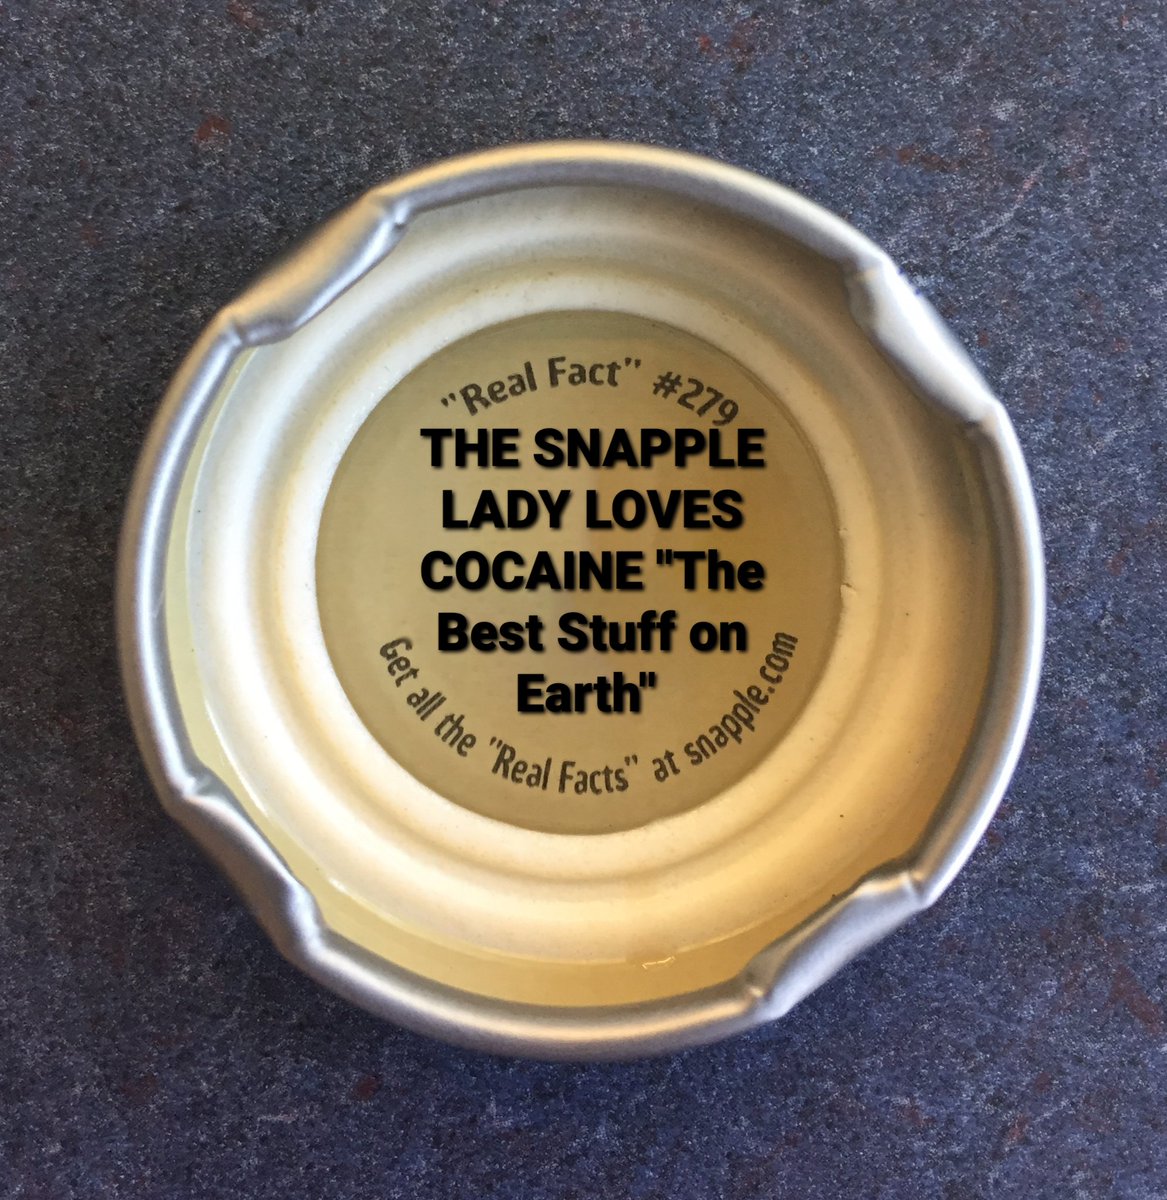 "Real Fact" #279
THE SNAPPLE
LADY LOVES
COCAINE "The
Best Stuff on
Earth"
Get all the "Real Facts" at snapple.com